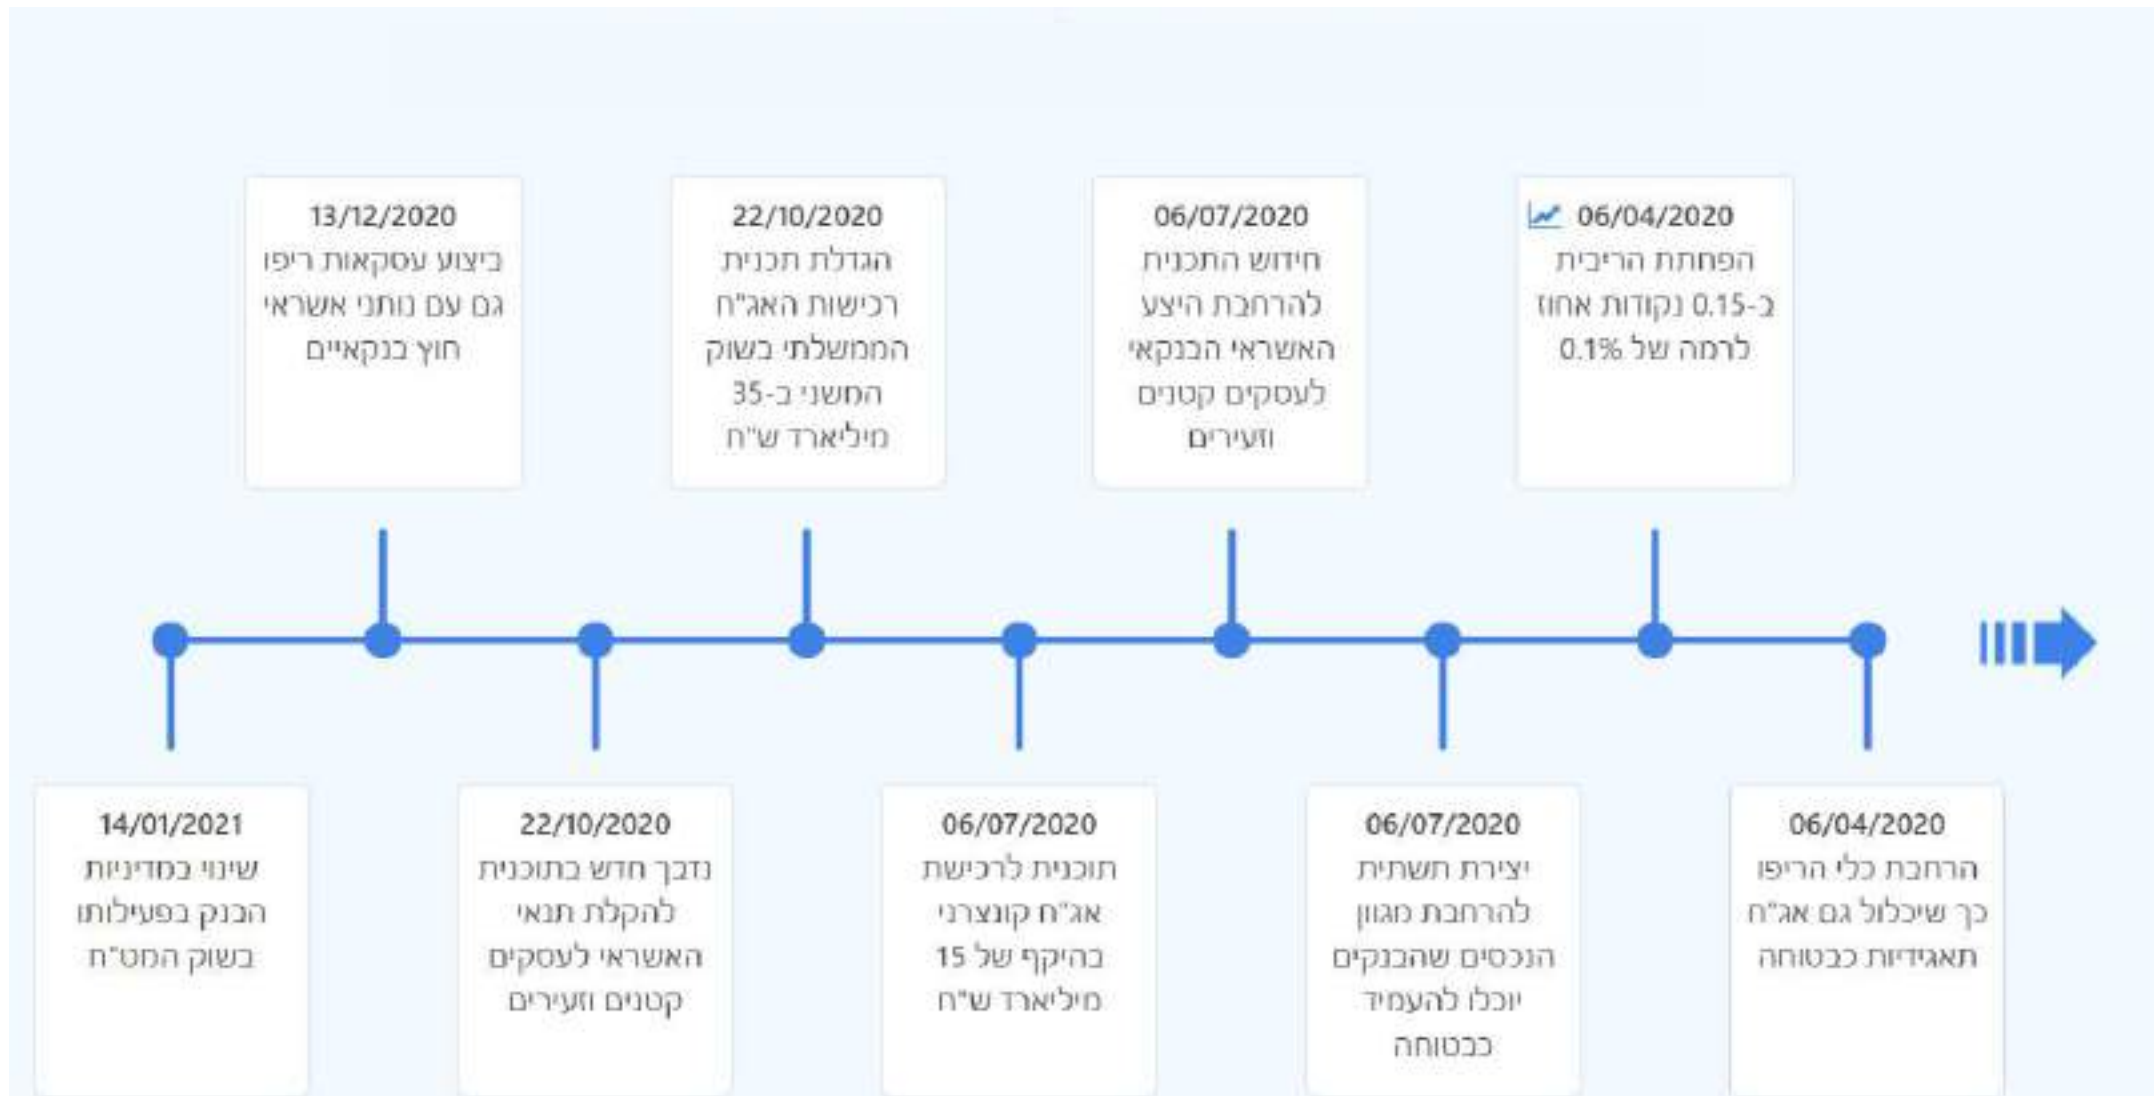 06/04/2020
הפחתת הריבית
ב-0.15 נקודות אחוז
לרמה של 0.1%
06/07/2020
חידוש התכנית
להרחבת היצע
האשראי הבנקאי
לעסקים קטנים
וזעירים
22/10/2020
הגדלת תכנית
רכישות האג"ח
הממשלתי בשוק
המשני ב-35
מיליארד ש"ח
13/12/2020
ביצוע עסקאות ריפו
גם עם נותני אשראי
חוץ בנקאיים
06/04/2020
הרחבת כלי הריפו
כך שיכלול גם אג"ח
תאגידיות כבטוחה
06/07/2020
יצירת תשתית
להרחבת מגוון
הנכסים שהבנקים
יוכלו להעמיד
כבטוחה
06/07/2020
תוכנית לרכישת
אג"ח קונצרני
בהיקף של 15
מיליארד ש"ח
22/10/2020
נדבך חדש בתוכנית
להקלת תנאי
האשראי לעסקים
קטנים וזעירים
14/01/2021
שינוי במדיניות
הבנק בפעילותו
בשוק המט"ח